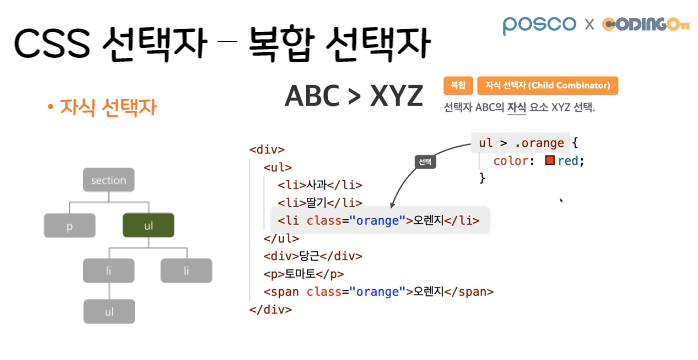 posco x CODINGOn
CSS 선택자 – 복합 선택자
• 자식 선택자
ABC > XYZ
복합 자식 선택자 (Child Combinator)
선택자 ABC의 자식 요소 XYZ 선택.
section
p ul
li li
ul
<div>
<ul>
<li>사과</li>
<li>딸기</li>
<li class="orange">오렌지</li>
</ul>
<div>당근</div>
<p>토마토</p>
<span class="orange">오렌지</span>
</div>
선택
ul > .orange {
color: red;
}